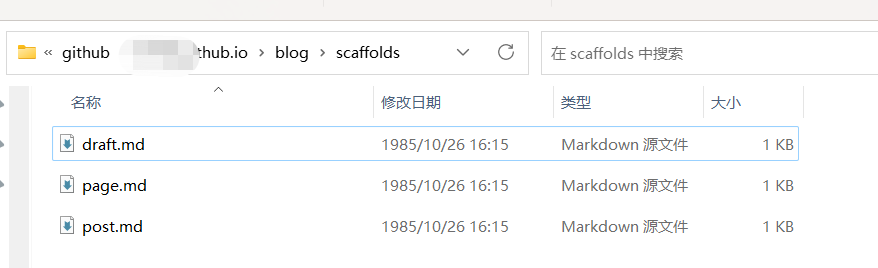 « github thub.io > blog > scaffolds 在 scaffolds 中搜索
名称 修改日期 类型 大小
draft.md 1985/10/26 16:15 Markdown 源文件 1 KB
page.md 1985/10/26 16:15 Markdown 源文件 1 KB
post.md 1985/10/26 16:15 Markdown 源文件 1 KB